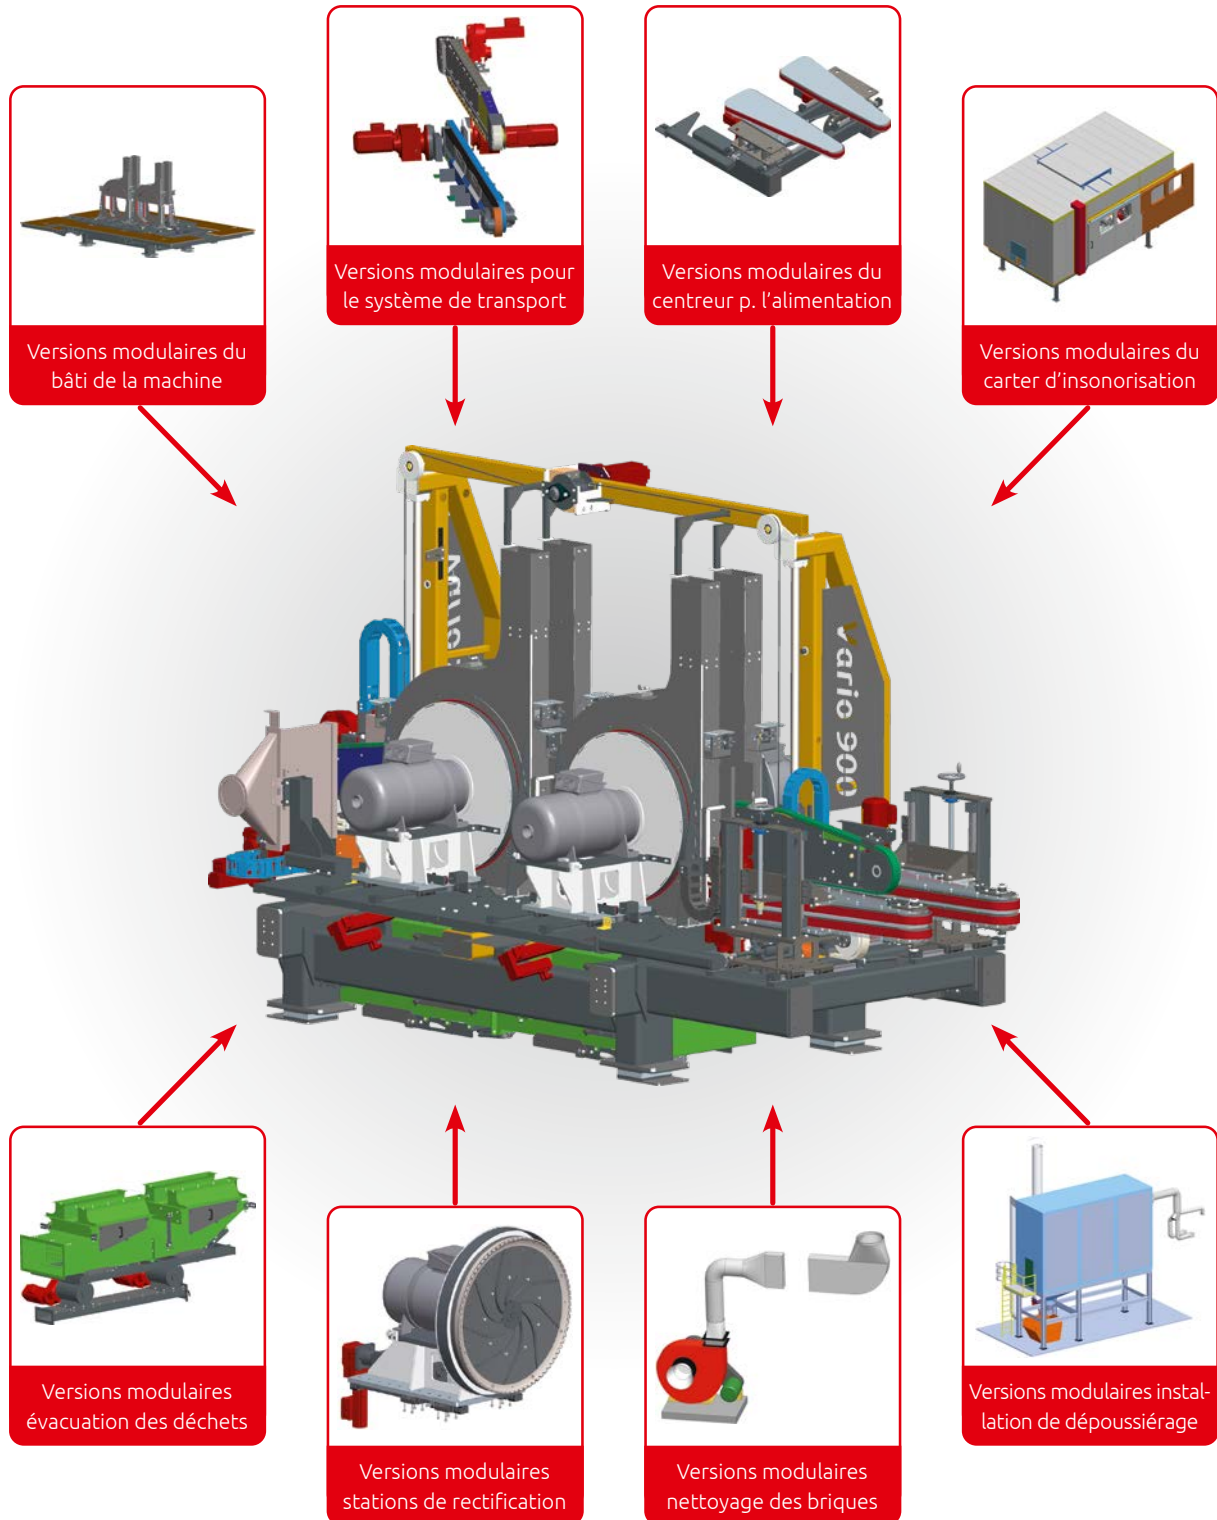 Versions modulaires pour
le système de transport
Versions modulaires du
centreur p. l’alimentation
Versions modulaires du
bâti de la machine
Versions modulaires du
carter d’insonorisation
Vario 900
Versions modulaires
évacuation des déchets
Versions modulaires instal-
lation de dépoussiérage
Versions modulaires
stations de rectification
Versions modulaires
nettoyage des briques